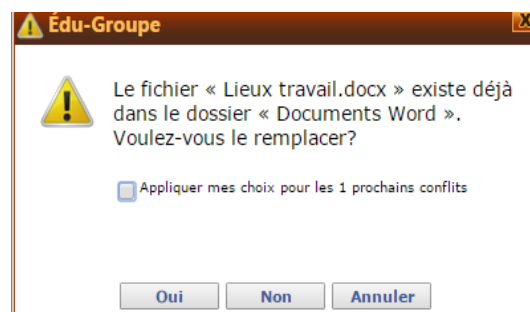 Édu-Groupe
X
Le fichier « Lieux travail.docx » existe déjà
dans le dossier « Documents Word ».
Voulez-vous le remplacer?
Appliquer mes choix pour les 1 prochains conflits
Oui Non Annuler